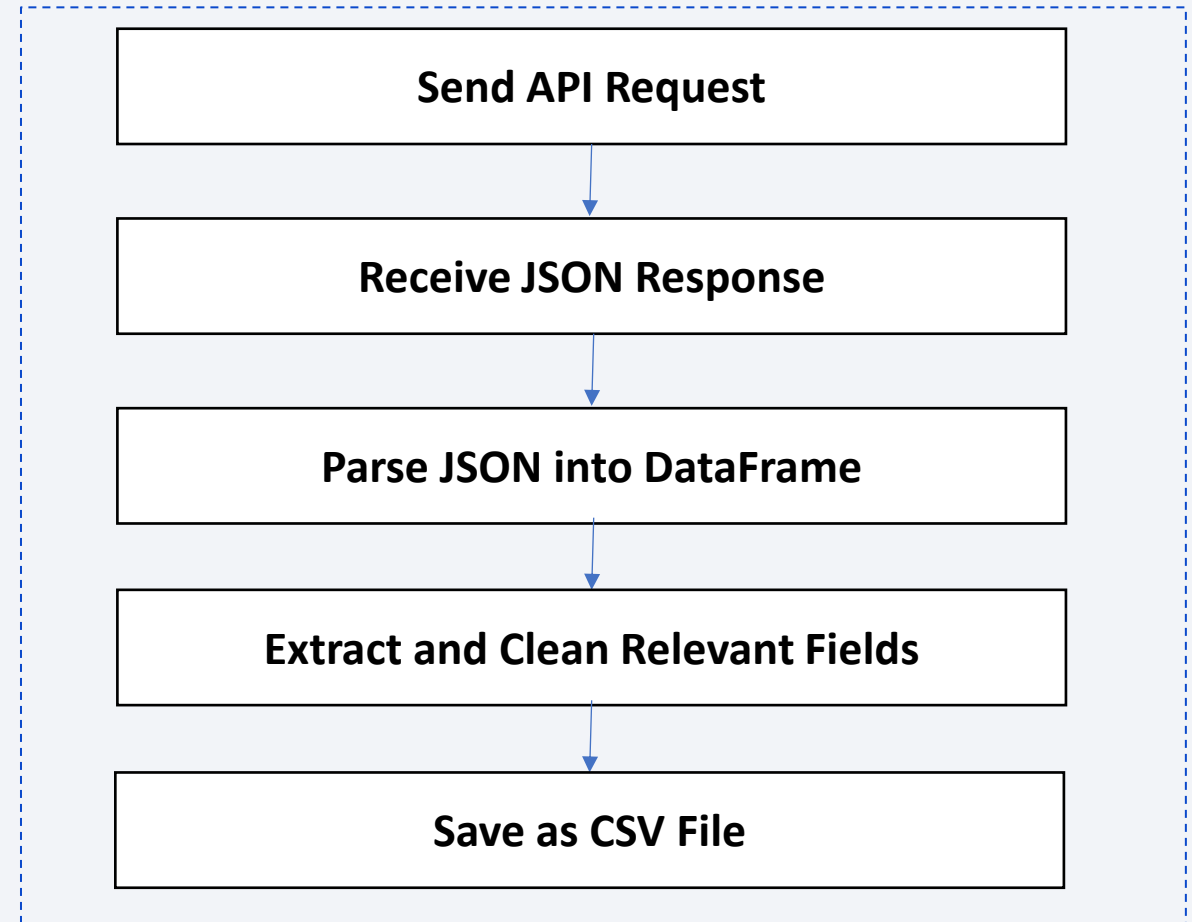 Send API Request
Receive JSON Response
Parse JSON into DataFrame
Extract and Clean Relevant Fields
Save as CSV File